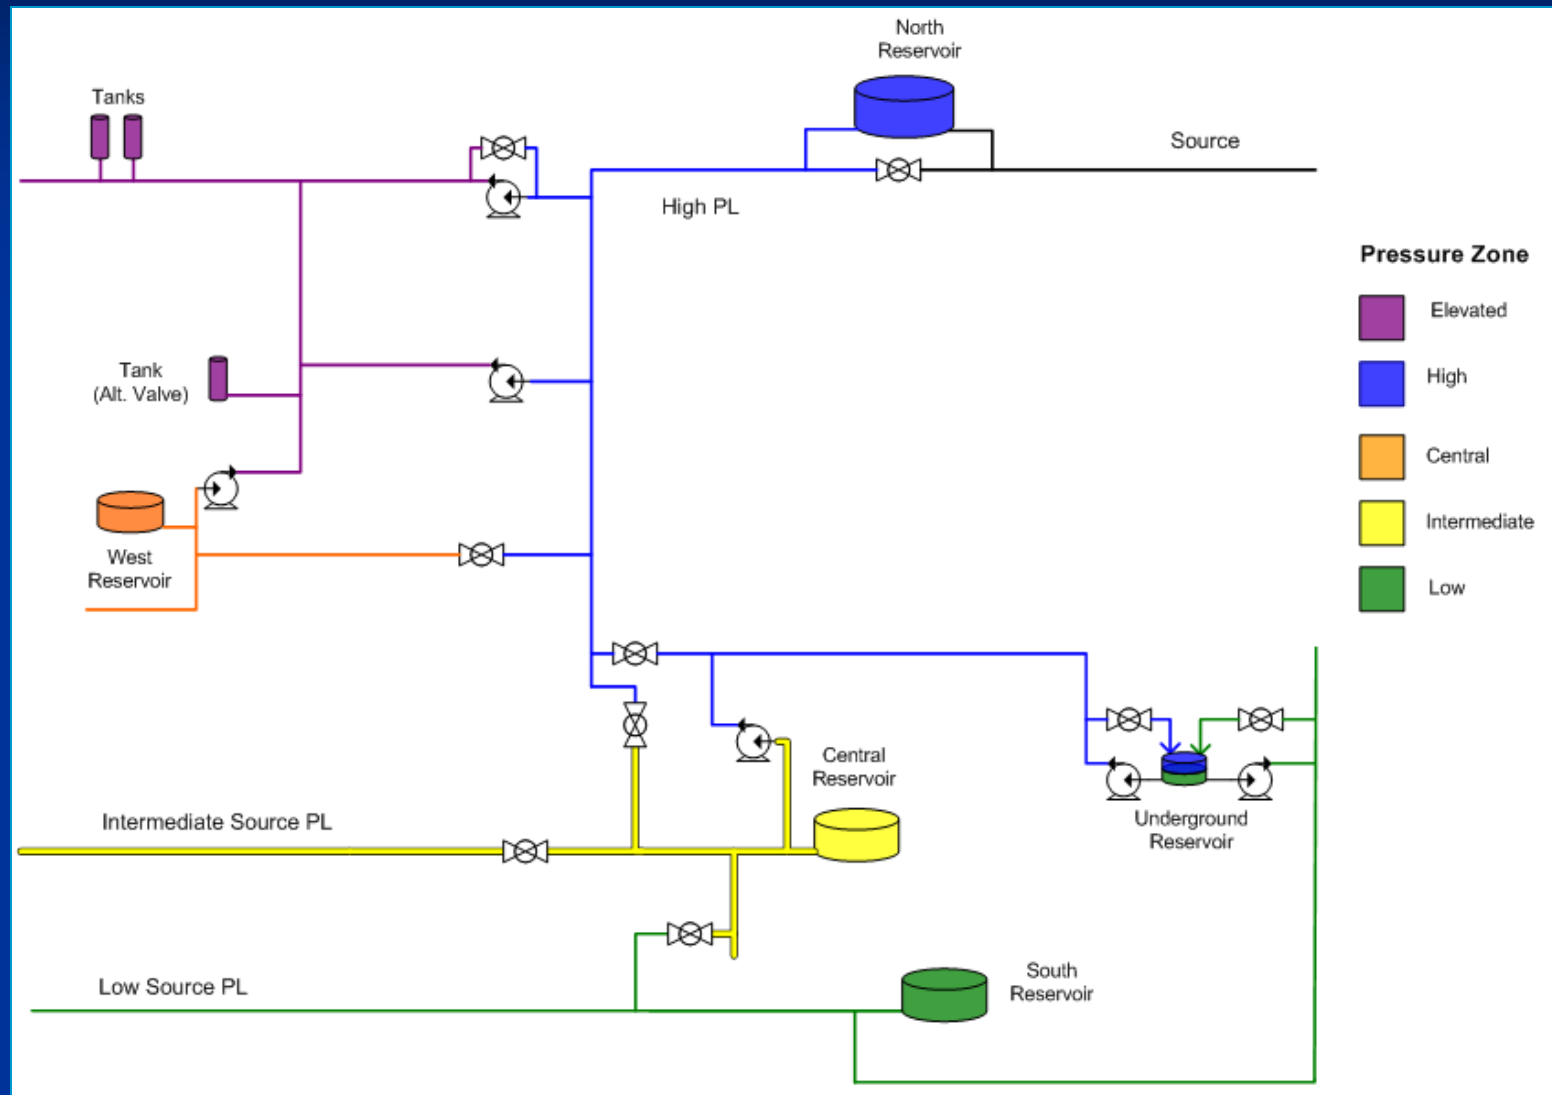 North
Reservoir
Tanks
Source
High PL
Pressure Zone
Elevated
High
Central
Intermediate
Low
Tank
(Alt. Valve)
West
Reservoir
Central
Reservoir
Intermediate Source PL
Underground
Reservoir
Low Source PL
South
Reservoir